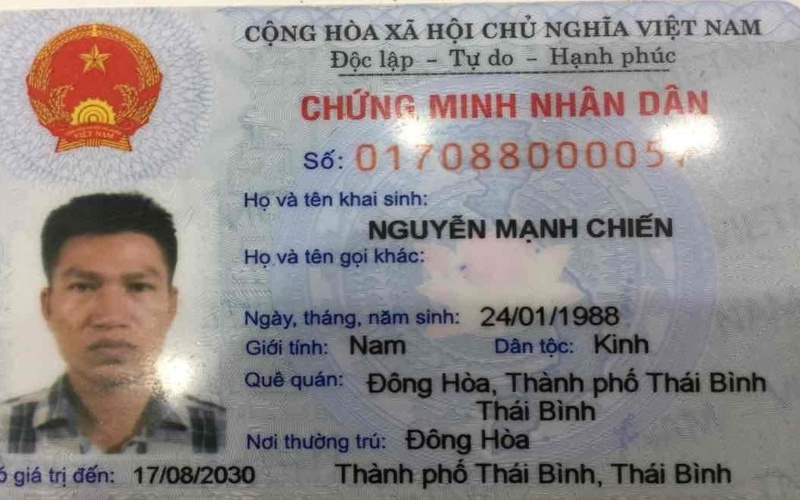 CỘNG HÒA XÃ HỘI CHỦ NGHĨA VIỆT NAM
Độc lập – Tự do – Hạnh phúc
CHỨNG MINH NHÂN DÂN
Số: 017088000057
Họ và tên khai sinh:
NGUYỄN MẠNH CHIẾN
Họ và tên gọi khác:
Ngày, tháng, năm sinh: 24/01/1988
Giới tính: Nam Dân tộc: Kinh
Quê quán: Đông Hòa, Thành phố Thái Bình
Thái Bình
Nơi thường trú: Đông Hòa
giá trị đến: 17/08/2030 Thành phố Thái Bình, Thái Bình
VIỆT NAM